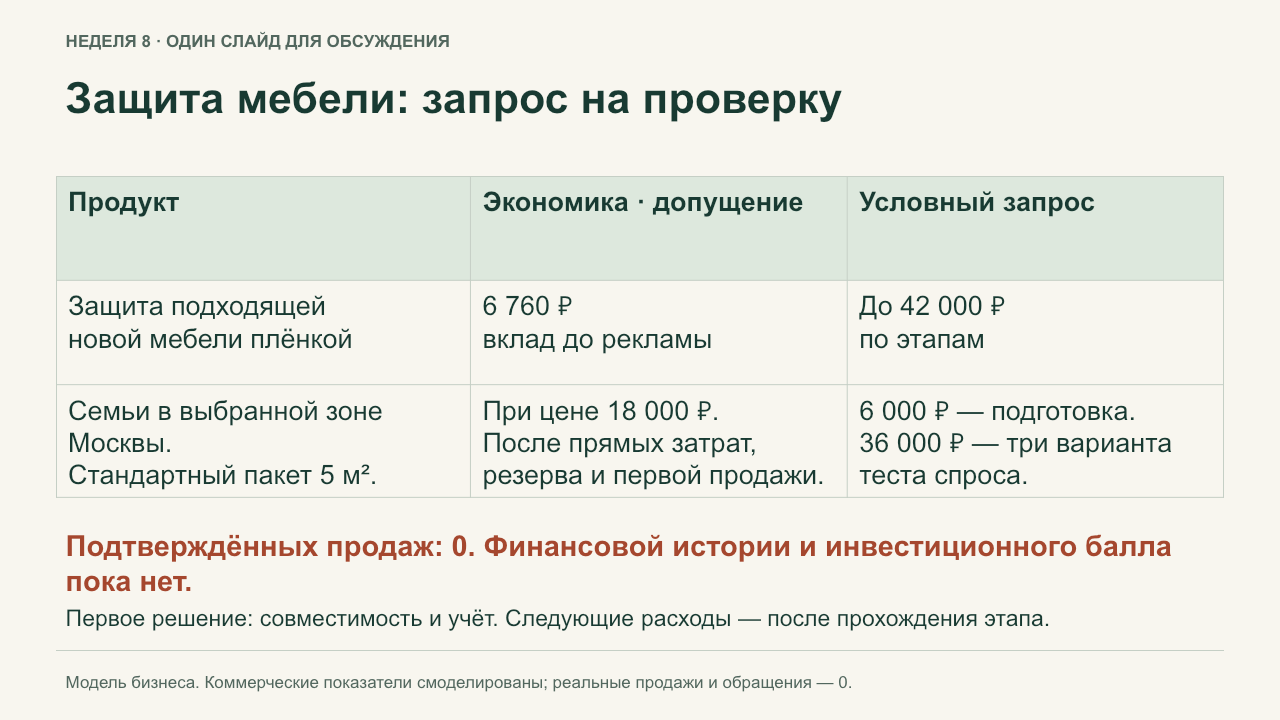 НЕДЕЛЯ 8 · ОДИН СЛАЙД ДЛЯ ОБСУЖДЕНИЯ
Защита мебели: запрос на проверку
Продукт
Экономика · допущение
Условный запрос
Защита подходящей
новой мебели плёнкой
6 760 ₽
вклад до рекламы
До 42 000 ₽
по этапам
Семьи в выбранной зоне
Москвы.
Стандартный пакет 5 м².
При цене 18 000 ₽.
После прямых затрат,
резерва и первой продажи.
6 000 ₽ — подготовка.
36 000 ₽ — три варианта
теста спроса.
Подтверждённых продаж: 0. Финансовой истории и инвестиционного балла
пока нет.
Первое решение: совместимость и учёт. Следующие расходы — после прохождения этапа.
Модель бизнеса. Коммерческие показатели смоделированы; реальные продажи и обращения — 0.